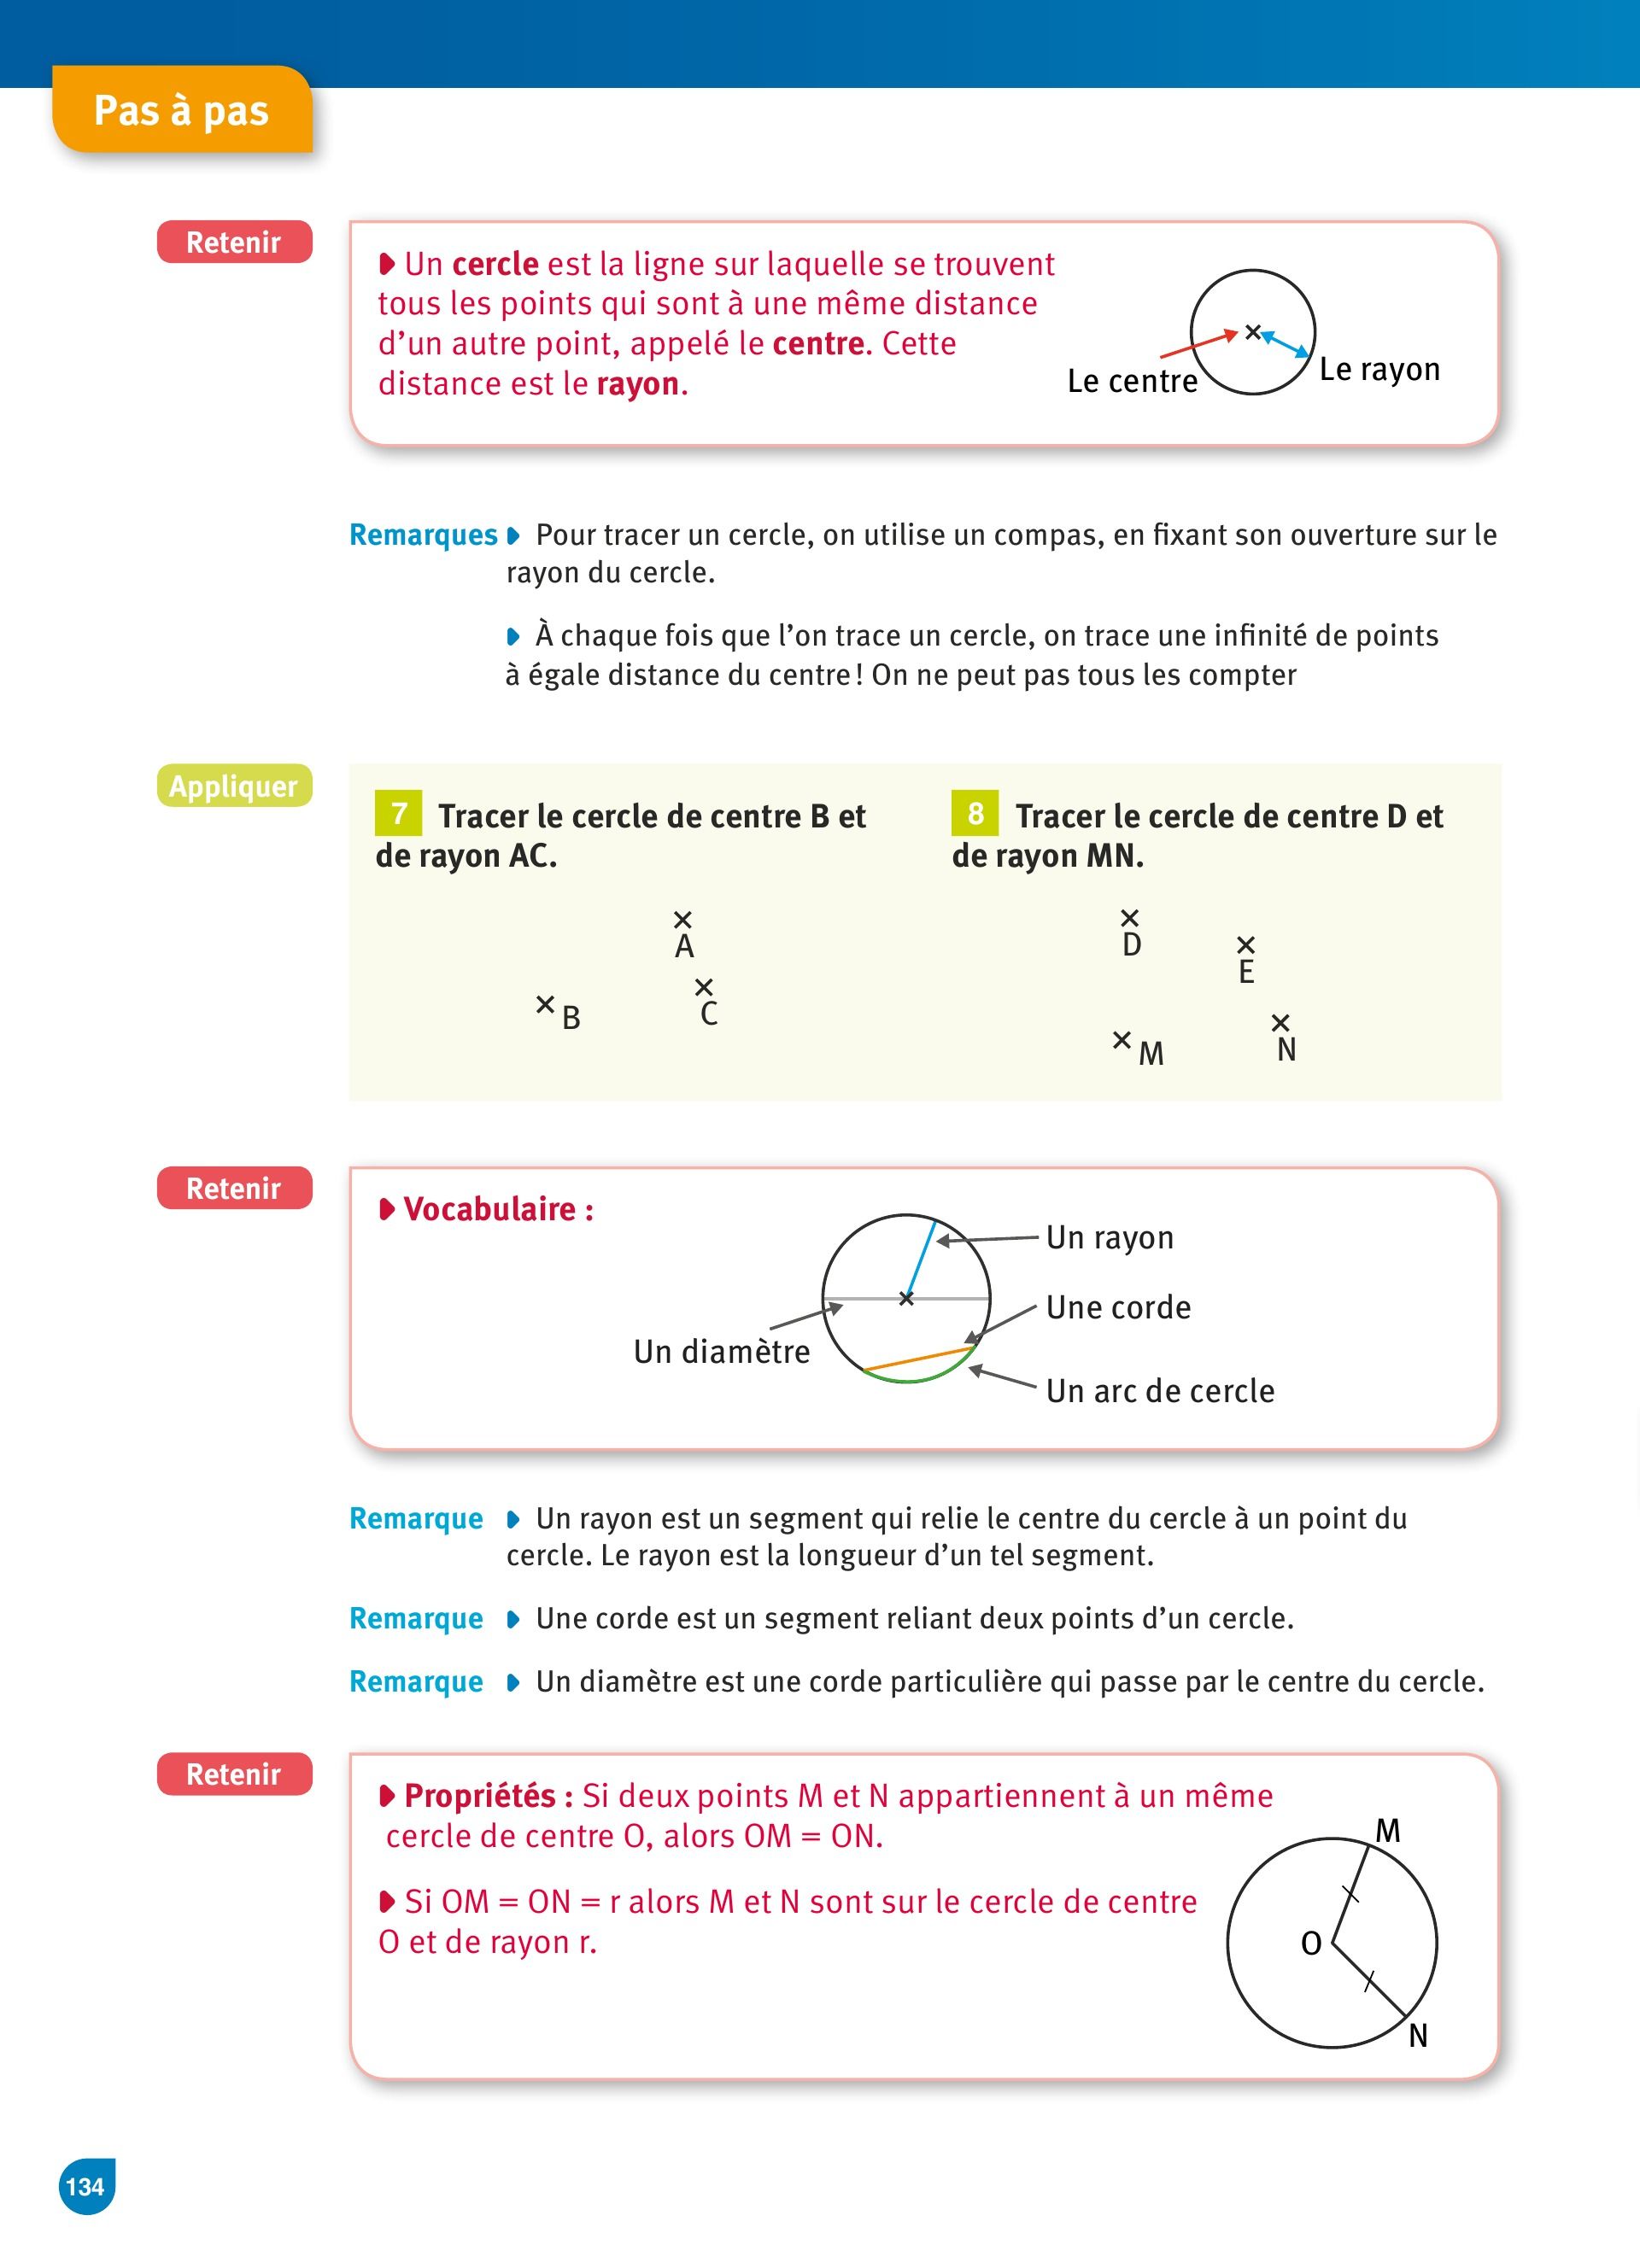 Pas à pas
Retenir
Un cercle est la ligne sur laquelle se trouvent
tous les points qui sont à une même distance
d’un autre point, appelé le centre. Cette
distance est le rayon.
Le centre
Le rayon
Remarques Pour tracer un cercle, on utilise un compas, en fixant son ouverture sur le
rayon du cercle.
À chaque fois que l’on trace un cercle, on trace une infinité de points
à égale distance du centre ! On ne peut pas tous les compter
Appliquer
7 Tracer le cercle de centre B et
de rayon AC.
A
B
C
8 Tracer le cercle de centre D et
de rayon MN.
D
E
M
N
Retenir
Vocabulaire :
Un rayon
Une corde
Un diamètre
Un arc de cercle
Remarque Un rayon est un segment qui relie le centre du cercle à un point du
cercle. Le rayon est la longueur d’un tel segment.
Remarque Une corde est un segment reliant deux points d’un cercle.
Remarque Un diamètre est une corde particulière qui passe par le centre du cercle.
Retenir
Propriétés : Si deux points M et N appartiennent à un même
cercle de centre O, alors OM = ON.
Si OM = ON = r alors M et N sont sur le cercle de centre
O et de rayon r.
M
O
N
134